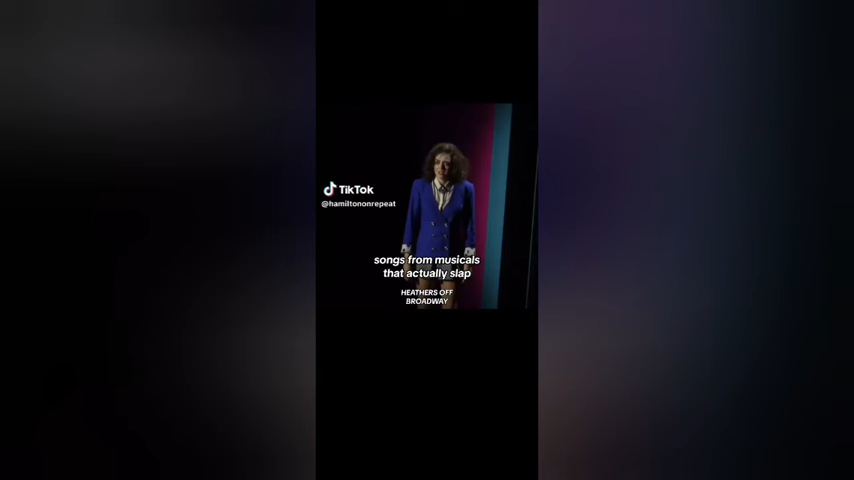 TikTok
@hamiltononrepeat
songs from musicals
that actually slap
HEATHERS OFF
BROADWAY